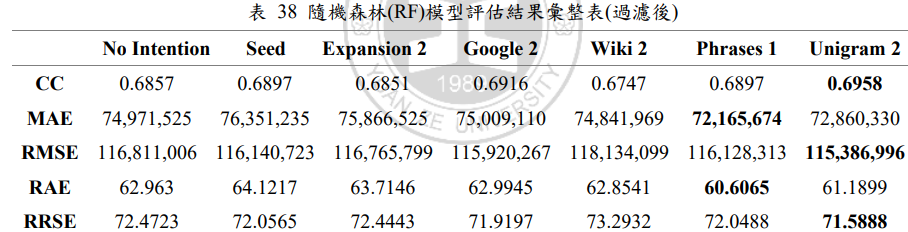 表 38 隨機森林(RF)模型評估結果彙整表(過濾後)
No Intention Seed Expansion 2 Google 2 Wiki 2 Phrases 1 Unigram 2
CC 0.6857 0.6897 0.6851 0.6916 0.6747 0.6897 0.6958
MAE 74,971,525 76,351,235 75,866,525 75,009,110 74,841,969 72,165,674 72,860,330
RMSE 116,811,006 116,140,723 116,765,799 115,920,267 118,134,099 116,128,313 115,386,996
RAE 62.963 64.1217 63.7146 62.9945 62.8541 60.6065 61.1899
RRSE 72.4723 72.0565 72.4443 71.9197 73.2932 72.0488 71.5888